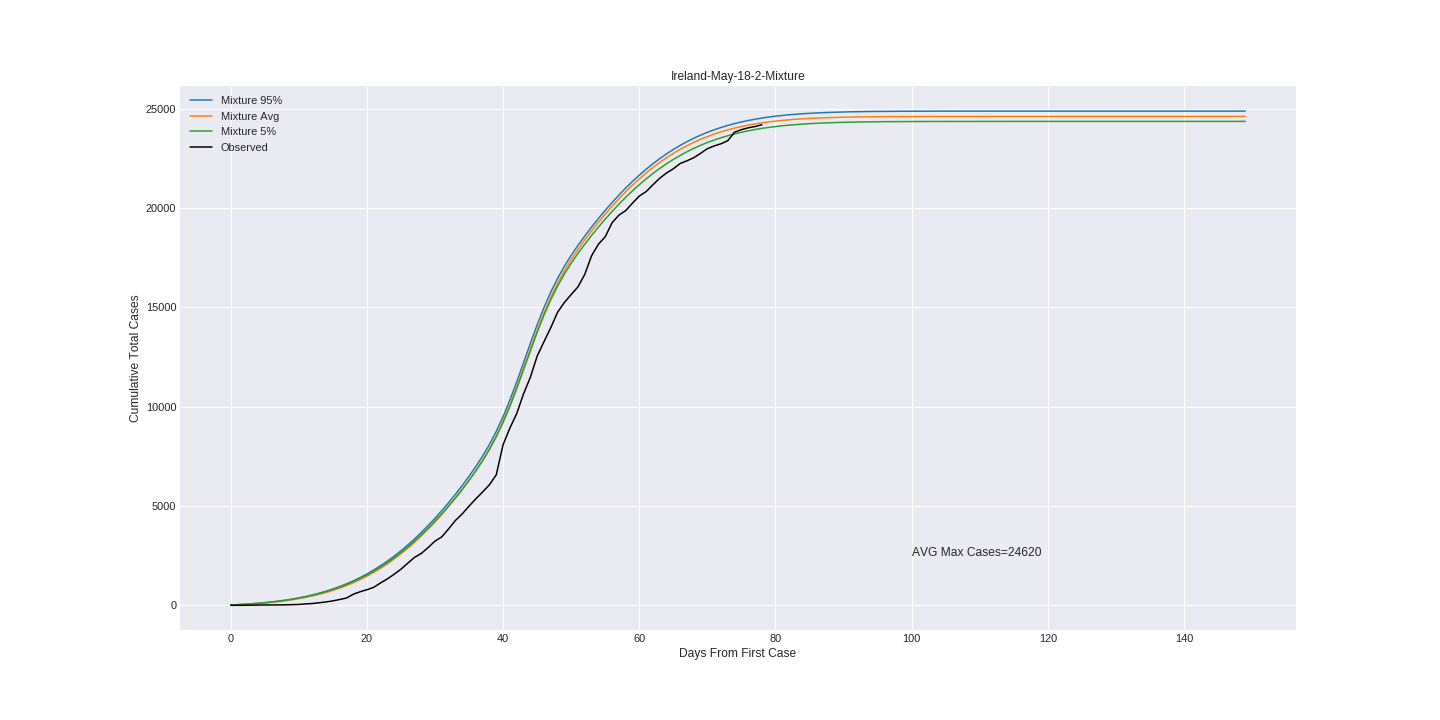 Ireland-May-18-2-Mixture
Mixture 95%
Mixture Avg
Mixture 5%
Observed
25000
20000
15000
10000
5000
0
Cumulative Total Cases
AVG Max Cases=24620
0 20 40 60 80 100 120 140
Days From First Case